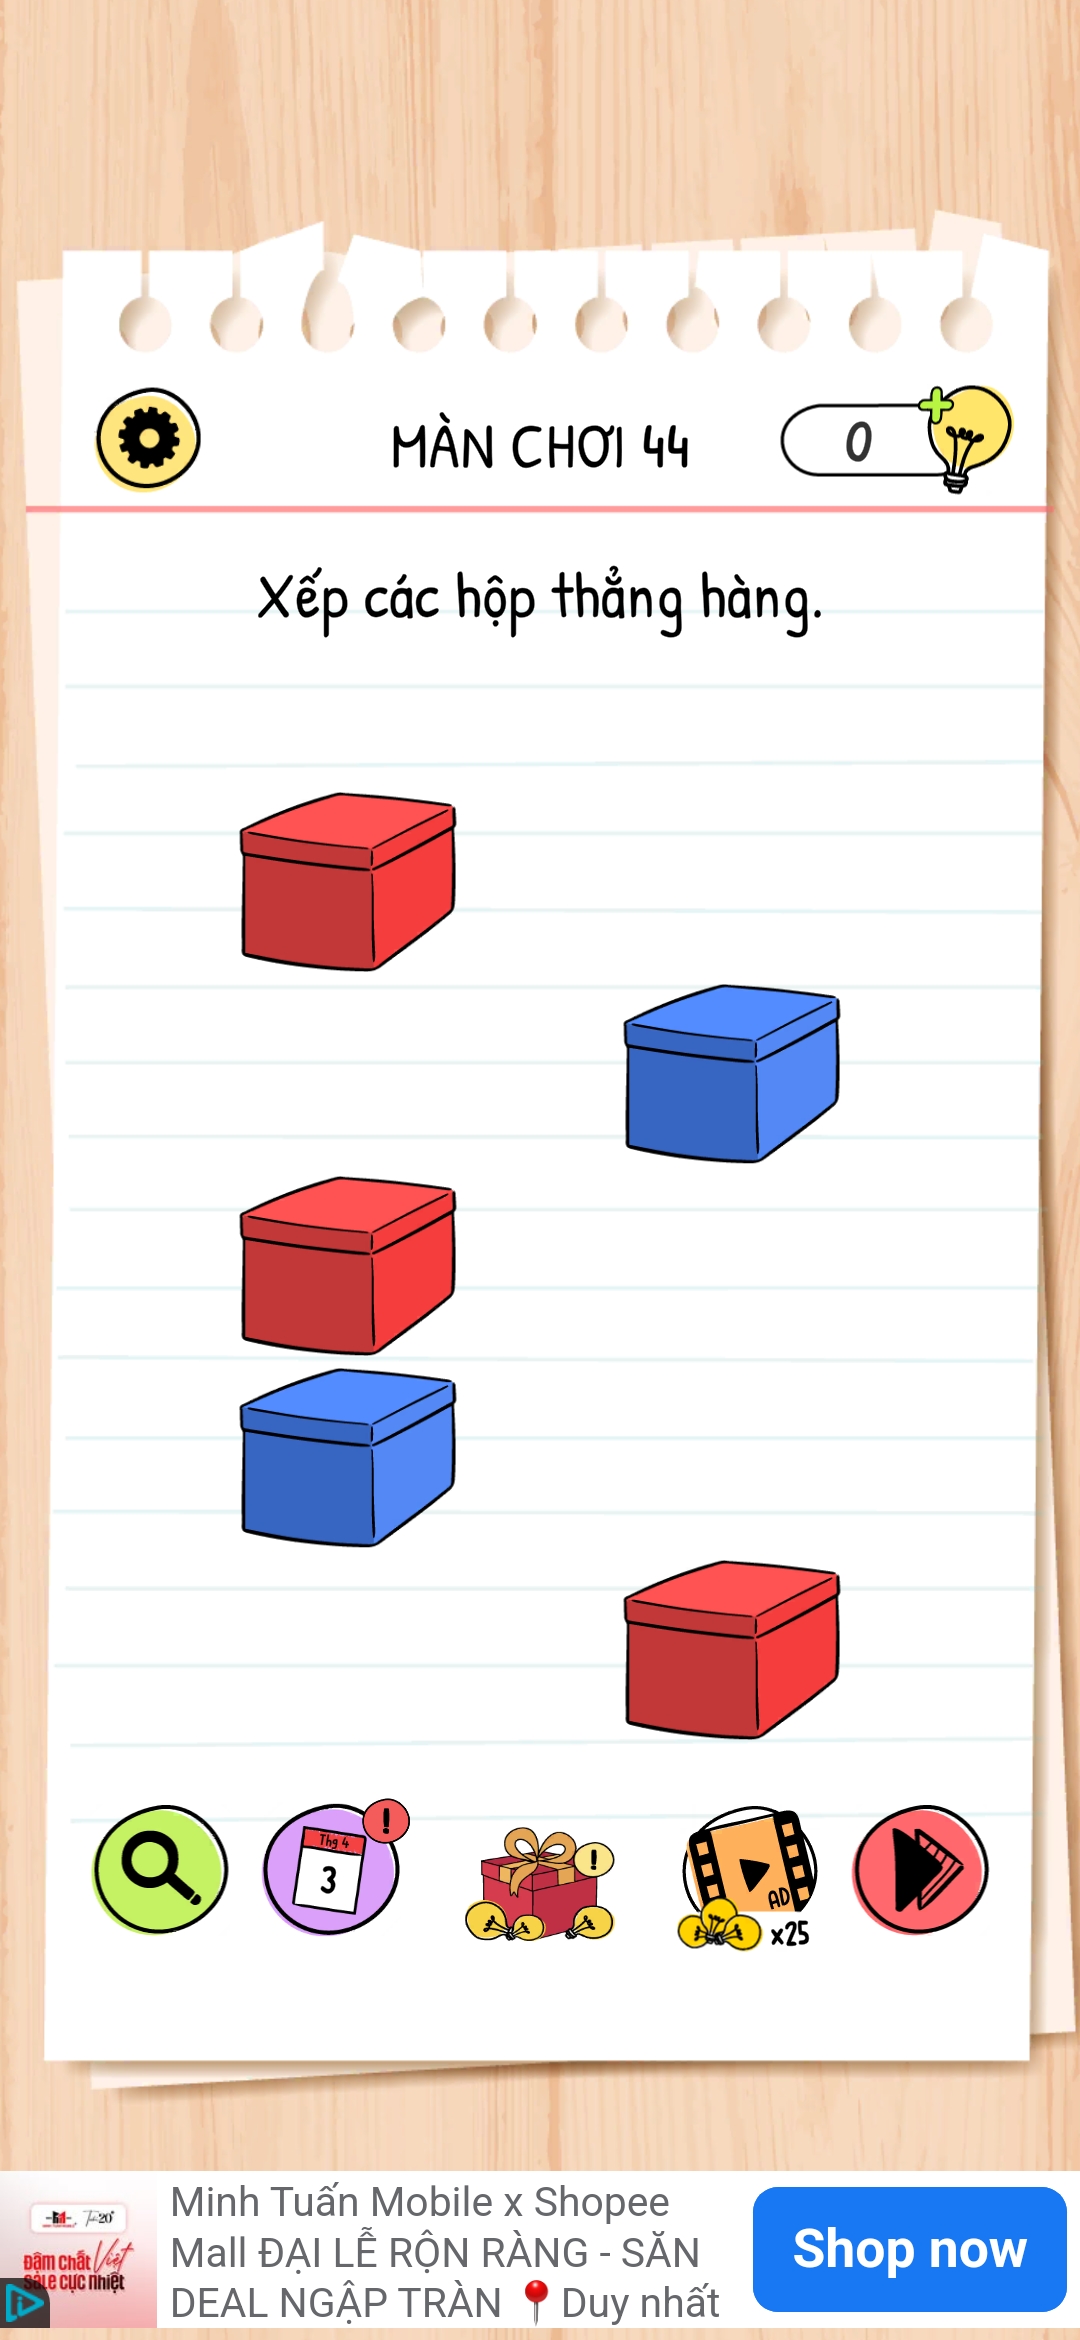 MÀN CHƠI 44
0
Xếp các hộp thẳng hàng.
Thg 4
3
!
!
AD
x25
Đậm chất Việt
sale cực nhiệt
Minh Tuấn Mobile x Shopee
Mall ĐẠI LỄ RỘN RÀNG - SĂN
DEAL NGẬP TRÀN 📍Duy nhất
Shop now